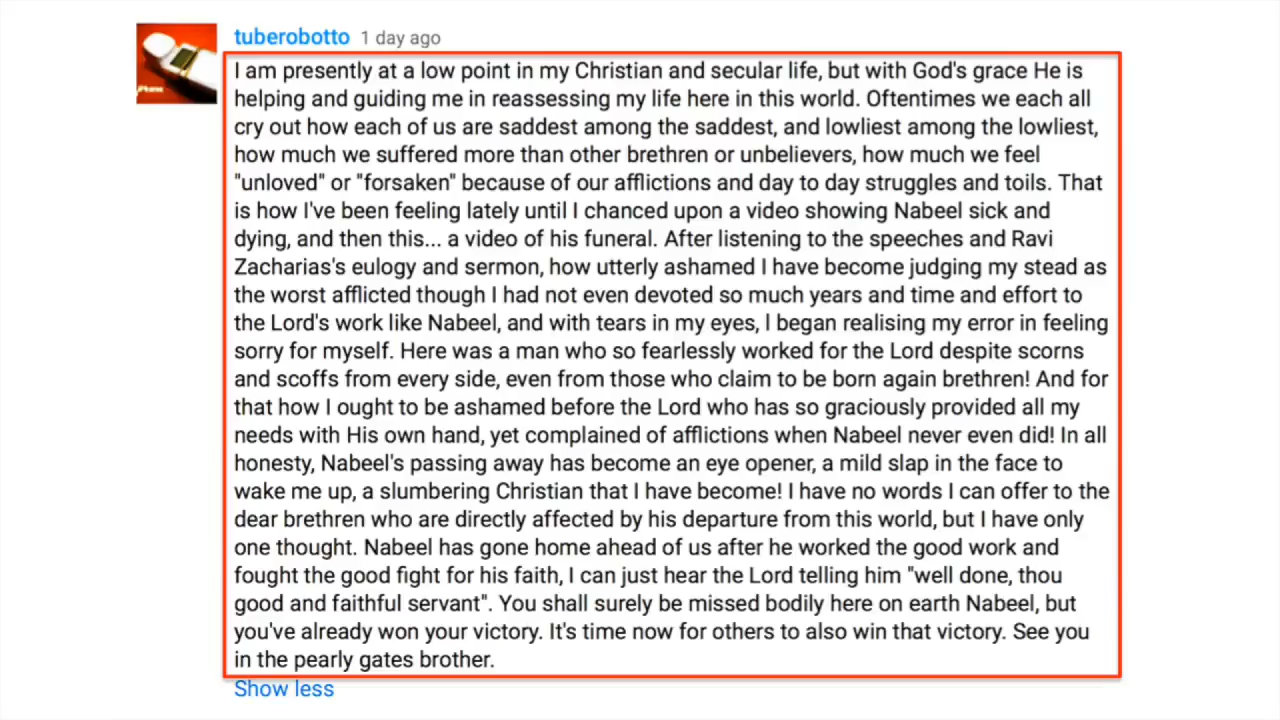 tuberobotto 1 day ago
I am presently at a low point in my Christian and secular life, but with God's grace He is
helping and guiding me in reassessing my life here in this world. Oftentimes we each all
cry out how each of us are saddest among the saddest, and lowliest among the lowliest,
how much we suffered more than other brethren or unbelievers, how much we feel
"unloved" or "forsaken" because of our afflictions and day to day struggles and toils. That
is how I've been feeling lately until I chanced upon a video showing Nabeel sick and
dying, and then this... a video of his funeral. After listening to the speeches and Ravi
Zacharias's eulogy and sermon, how utterly ashamed I have become judging my stead as
the worst afflicted though I had not even devoted so much years and time and effort to
the Lord's work like Nabeel, and with tears in my eyes, I began realising my error in feeling
sorry for myself. Here was a man who so fearlessly worked for the Lord despite scorns
and scoffs from every side, even from those who claim to be born again brethren! And for
that how I ought to be ashamed before the Lord who has so graciously provided all my
needs with His own hand, yet complained of afflictions when Nabeel never even did! In all
honesty, Nabeel's passing away has become an eye opener, a mild slap in the face to
wake me up, a slumbering Christian that I have become! I have no words I can offer to the
dear brethren who are directly affected by his departure from this world, but I have only
one thought. Nabeel has gone home ahead of us after he worked the good work and
fought the good fight for his faith, I can just hear the Lord telling him "well done, thou
good and faithful servant". You shall surely be missed bodily here on earth Nabeel, but
you've already won your victory. It's time now for others to also win that victory. See you
in the pearly gates brother.
Show less